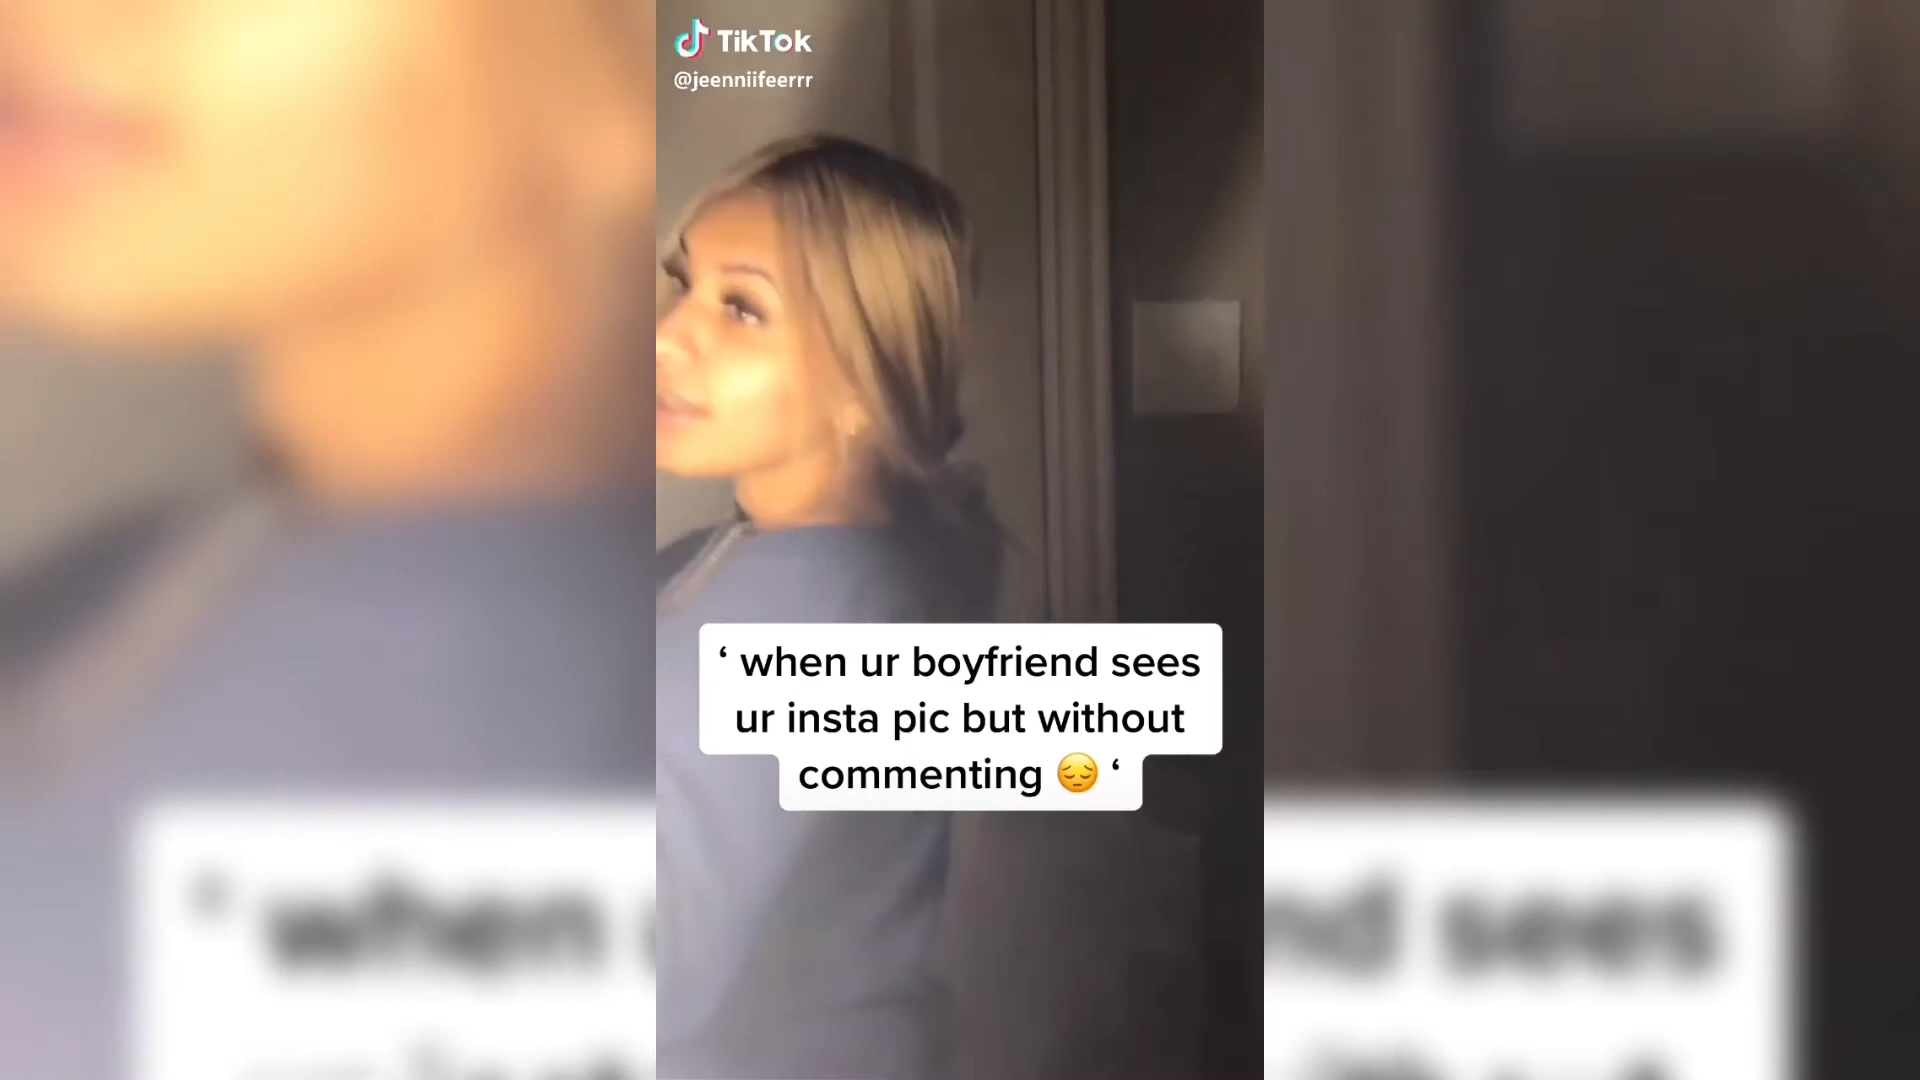 TikTok
@jeenniifeerrr
‘ when ur boyfriend sees
ur insta pic but without
commenting 😔 ‘